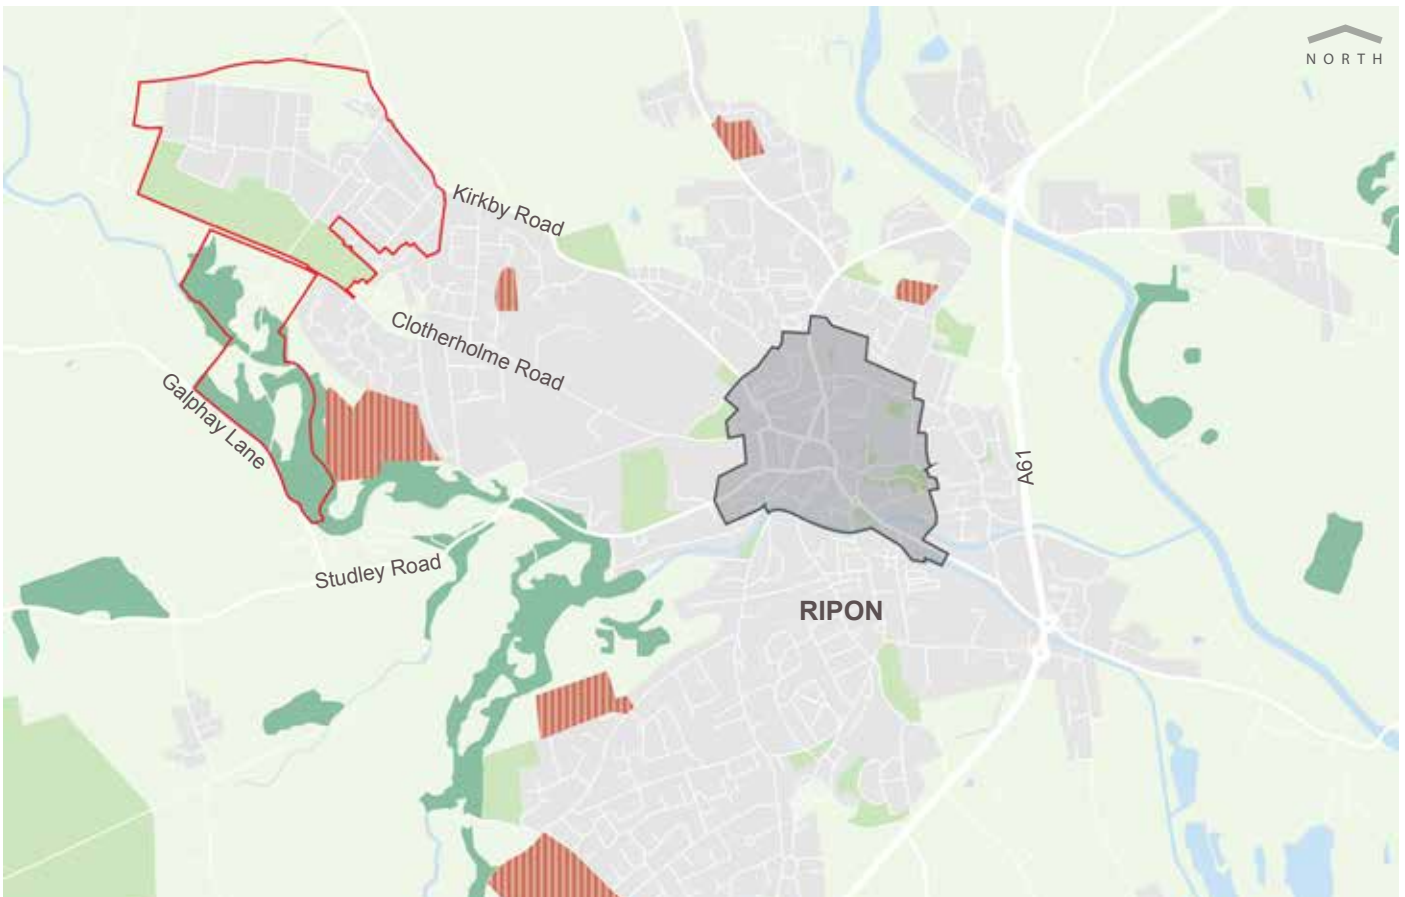 NORTH
Kirkby Road
Clotherholme Road
Galphay Lane
A61
Studley Road
RIPON